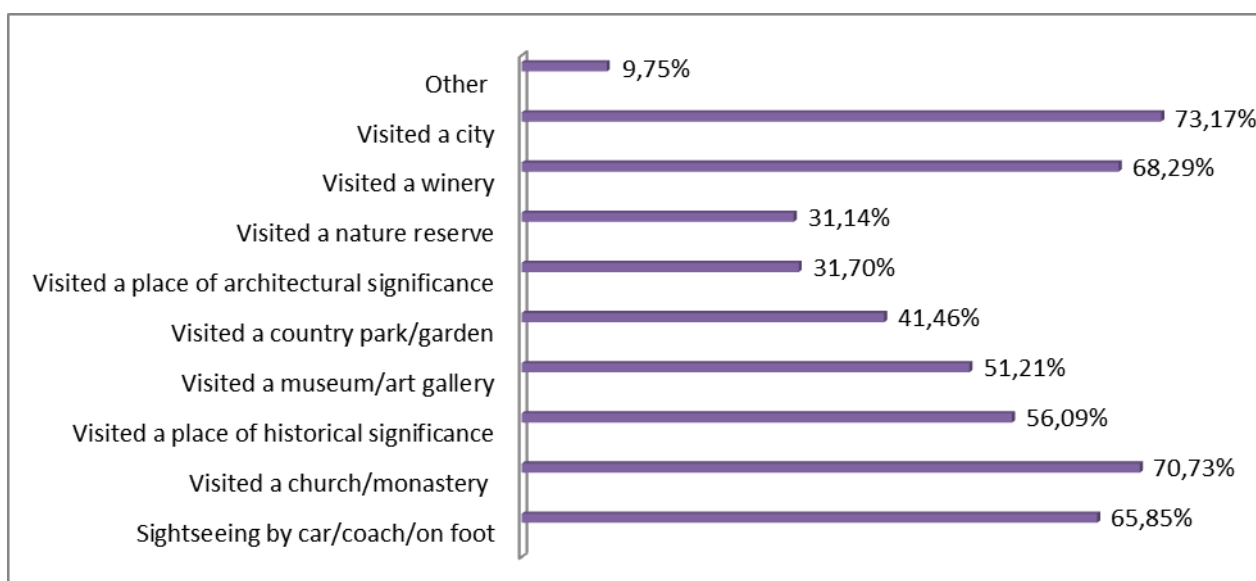 Other 9,75%
Visited a city 73,17%
Visited a winery 68,29%
Visited a nature reserve 31,14%
Visited a place of architectural significance 31,70%
Visited a country park/garden 41,46%
Visited a museum/art gallery 51,21%
Visited a place of historical significance 56,09%
Visited a church/monastery 70,73%
Sightseeing by car/coach/on foot 65,85%